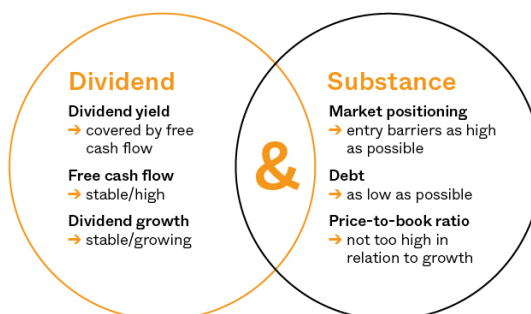 Dividend
Dividend yield
→ covered by free
cash flow
Free cash flow
→ stable/high
Dividend growth
→ stable/growing
&
Substance
Market positioning
→ entry barriers as high
as possible
Debt
→ as low as possible
Price-to-book ratio
→ not too high in
relation to growth